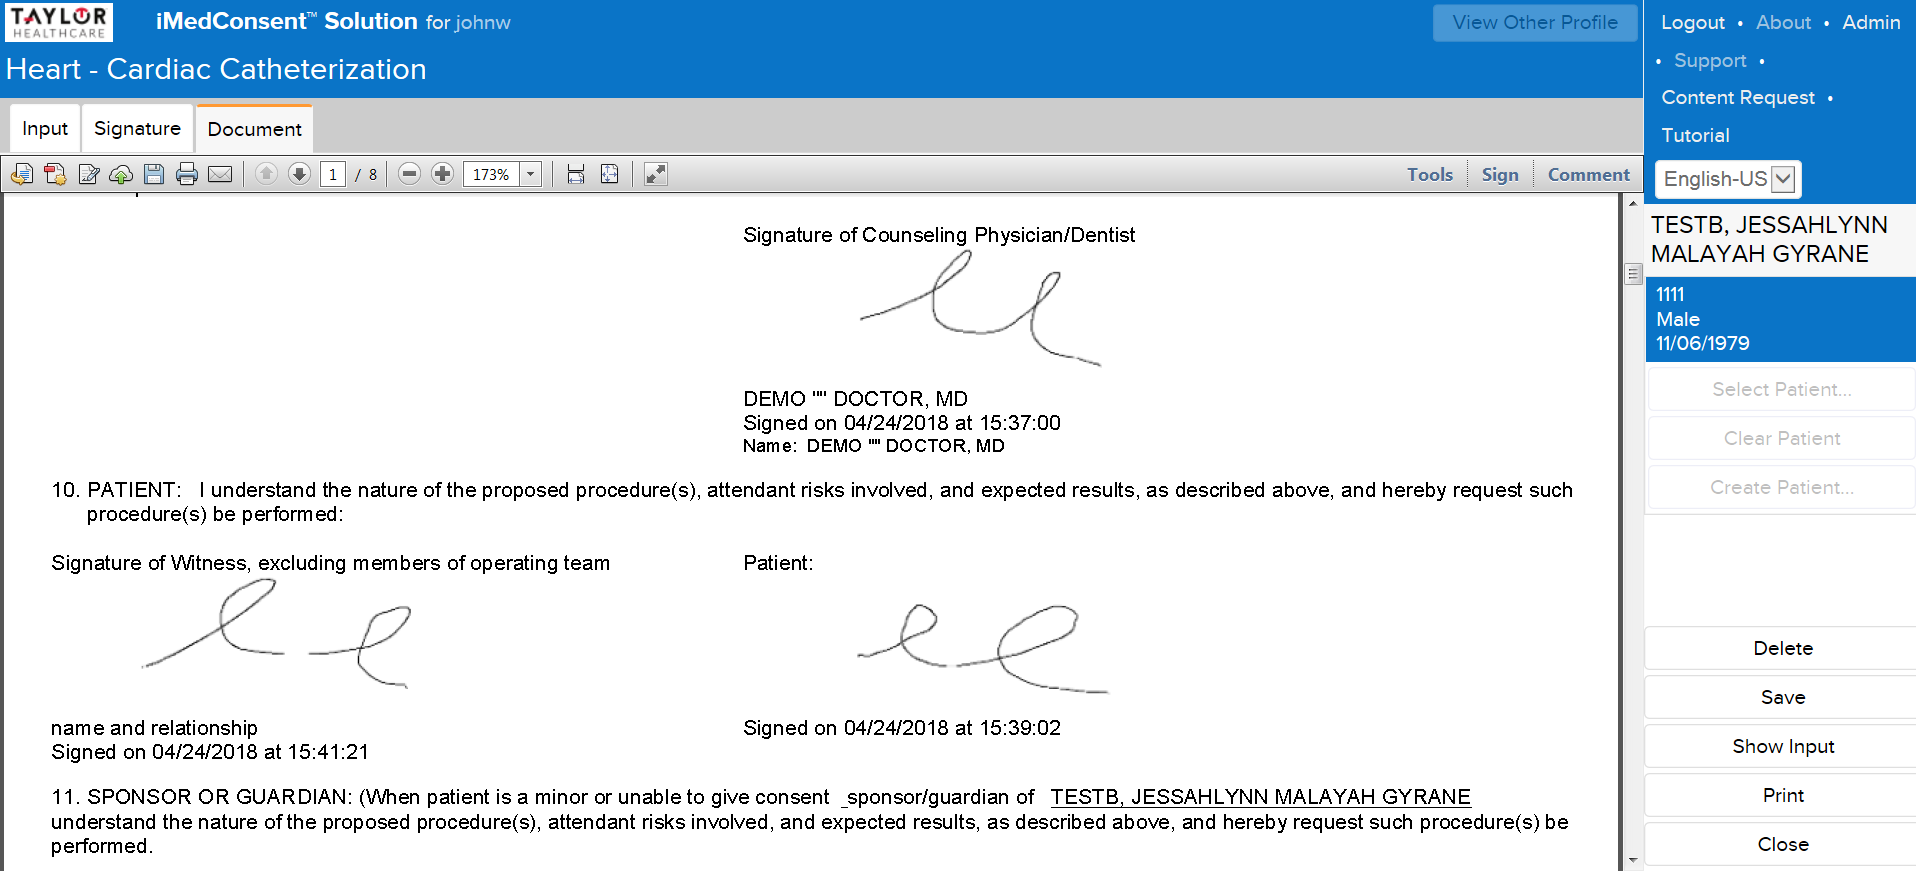 TAYLOR
HEALTHCARE
iMedConsent™ Solution for johnw
View Other Profile
Logout • About • Admin
• Support •
Content Request •
Tutorial
English-US
Heart - Cardiac Catheterization
Input
Signature
Document
1 / 8
173%
Tools
Sign
Comment
Signature of Counseling Physician/Dentist
DEMO "" DOCTOR, MD
Signed on 04/24/2018 at 15:37:00
Name: DEMO "" DOCTOR, MD
10. PATIENT: I understand the nature of the proposed procedure(s), attendant risks involved, and expected results, as described above, and hereby request such
procedure(s) be performed:
Signature of Witness, excluding members of operating team
Patient:
name and relationship
Signed on 04/24/2018 at 15:41:21
Signed on 04/24/2018 at 15:39:02
11. SPONSOR OR GUARDIAN: (When patient is a minor or unable to give consent _sponsor/guardian of TESTB, JESSAHLYNN MALAYAH GYRANE
understand the nature of the proposed procedure(s), attendant risks involved, and expected results, as described above, and hereby request such procedure(s) be
performed.
TESTB, JESSAHLYNN
MALAYAH GYRANE
1111
Male
11/06/1979
Select Patient...
Clear Patient
Create Patient...
Delete
Save
Show Input
Print
Close